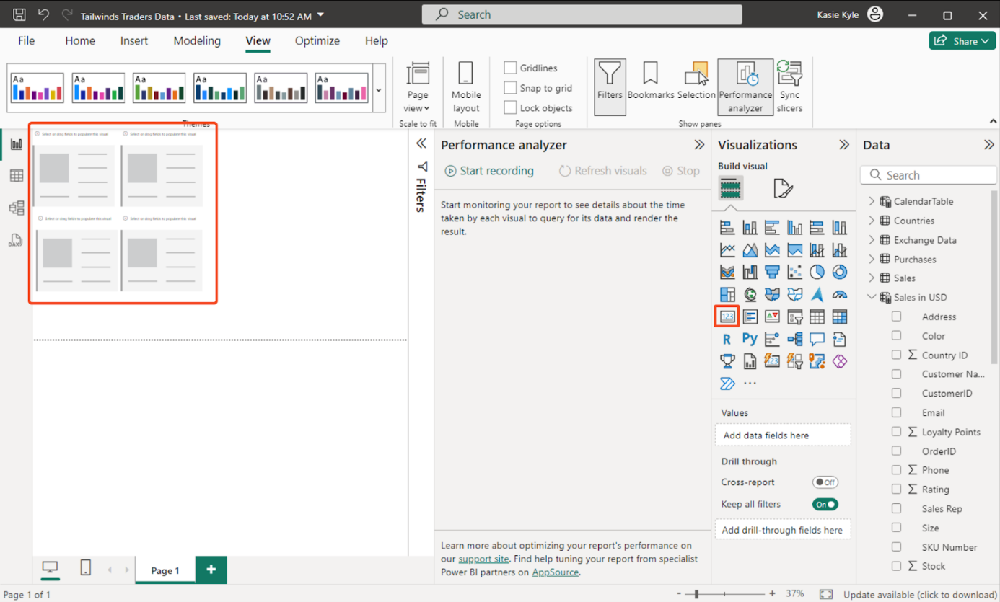 Tailwinds Traders Data • Last saved: Today at 10:52 AM
Search
Kasie Kyle
File Home Insert Modeling View Optimize Help
Share
Aa Aa Aa Aa Aa Aa
Themes
Page view
Scale to fit
Mobile layout
Mobile
Gridlines
Snap to grid
Lock objects
Page options
Filters
Bookmarks
Selection
Performance analyzer
Sync slicers
Show panes
Select or drag fields to populate this visual
Select or drag fields to populate this visual
Select or drag fields to populate this visual
Select or drag fields to populate this visual
DAX
Filters
Performance analyzer
Start recording
Refresh visuals
Stop
Start monitoring your report to see details about the time
taken by each visual to query for its data and render the
result.
Learn more about optimizing your report's performance on
our support site. Find help tuning your report from specialist
Power BI partners on AppSource.
Visualizations
Build visual
123
R Py
123
...
Values
Add data fields here
Drill through
Cross-report
Off
Keep all filters
On
Add drill-through fields here
Data
Search
CalendarTable
Countries
Exchange Data
Purchases
Sales
Sales in USD
Address
Color
Σ Country ID
Customer Na...
CustomerID
Email
Σ Loyalty Points
OrderID
Σ Phone
Σ Rating
Sales Rep
Size
SKU Number
Σ Stock
Page 1
+
Page 1 of 1
- + 37%
Update available (click to download)